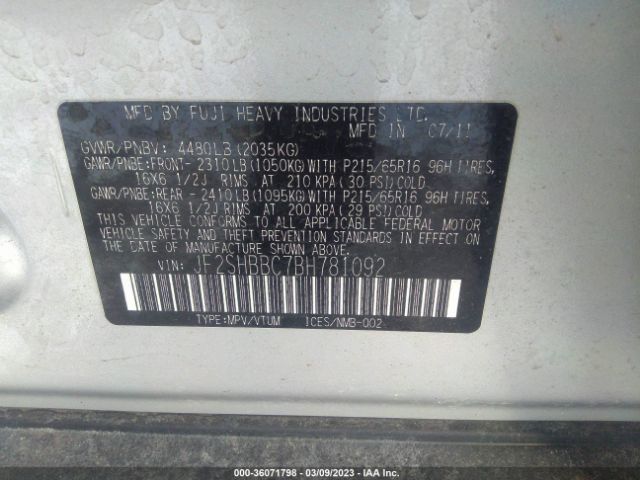 MFD BY FUJI HEAVY INDUSTRIES LTD.
MFD IN 07/11
GVWR/PNBV: 4480LB (2035KG)
GAWR/PNBE:FRONT- 2310LB(1050KG)WITH P215/65R16 96H TIRES,
16X6 1/2J RIMS AT 210 KPA(30 PSI)COLD
GAWR/PNBE:REAR - 2410LB(1095KG)WITH P215/65R16 96H TIRES,
16X6 1/2J RIMS AT 200 KPA(29 PSI)COLD
THIS VEHICLE CONFORMS TO ALL APPLICABLE FEDERAL MOTOR
VEHICLE SAFETY AND THEFT PREVENTION STANDARDS
IN EFFECT ON THE DATE OF MANUFACTURE SHOWN ABOVE.
VIN: JF2SHBBC7BH781092
TYPE:MPV/VTUM ICES/NMB-002
000-36071798 - 03/09/2023 - IAA Inc.